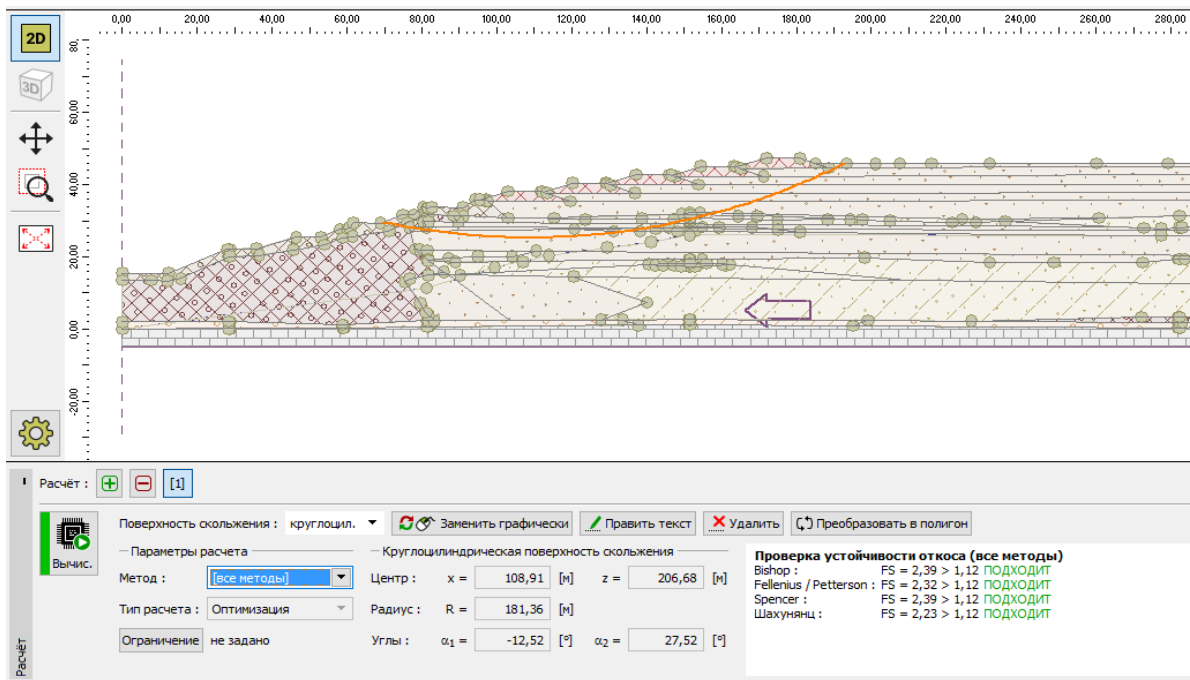 0,00 20,00 40,00 60,00 80,00 100,00 120,00 140,00 160,00 180,00 200,00 220,00 240,00 260,00 280,00
2D
80,
3D
60,00
40,00
20,00
0,00
20,00
Расчёт : [1]
Поверхность скольжения : круглоцил. Заменить графически Править текст Удалить Преобразовать в полигон
Вычис.
Параметры расчета Круглоцилиндрическая поверхность скольжения
Метод : [все методы] Центр : x = 108,91 [м] z = 206,68 [м]
Тип расчета : Оптимизация Радиус : R = 181,36 [м]
Ограничение не задано Углы : α1 = -12,52 [°] α2 = 27,52 [°]
Проверка устойчивости откоса (все методы)
Bishop : FS = 2,39 > 1,12 ПОДХОДИТ
Fellenius / Petterson : FS = 2,32 > 1,12 ПОДХОДИТ
Spencer : FS = 2,39 > 1,12 ПОДХОДИТ
Шахунянц : FS = 2,23 > 1,12 ПОДХОДИТ
Расчёт